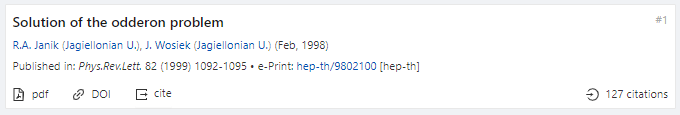 Solution of the odderon problem #1
R.A. Janik (Jagiellonian U.), J. Wosiek (Jagiellonian U.) (Feb, 1998)
Published in: Phys.Rev.Lett. 82 (1999) 1092-1095 • e-Print: hep-th/9802100 [hep-th]
pdf DOI cite 127 citations